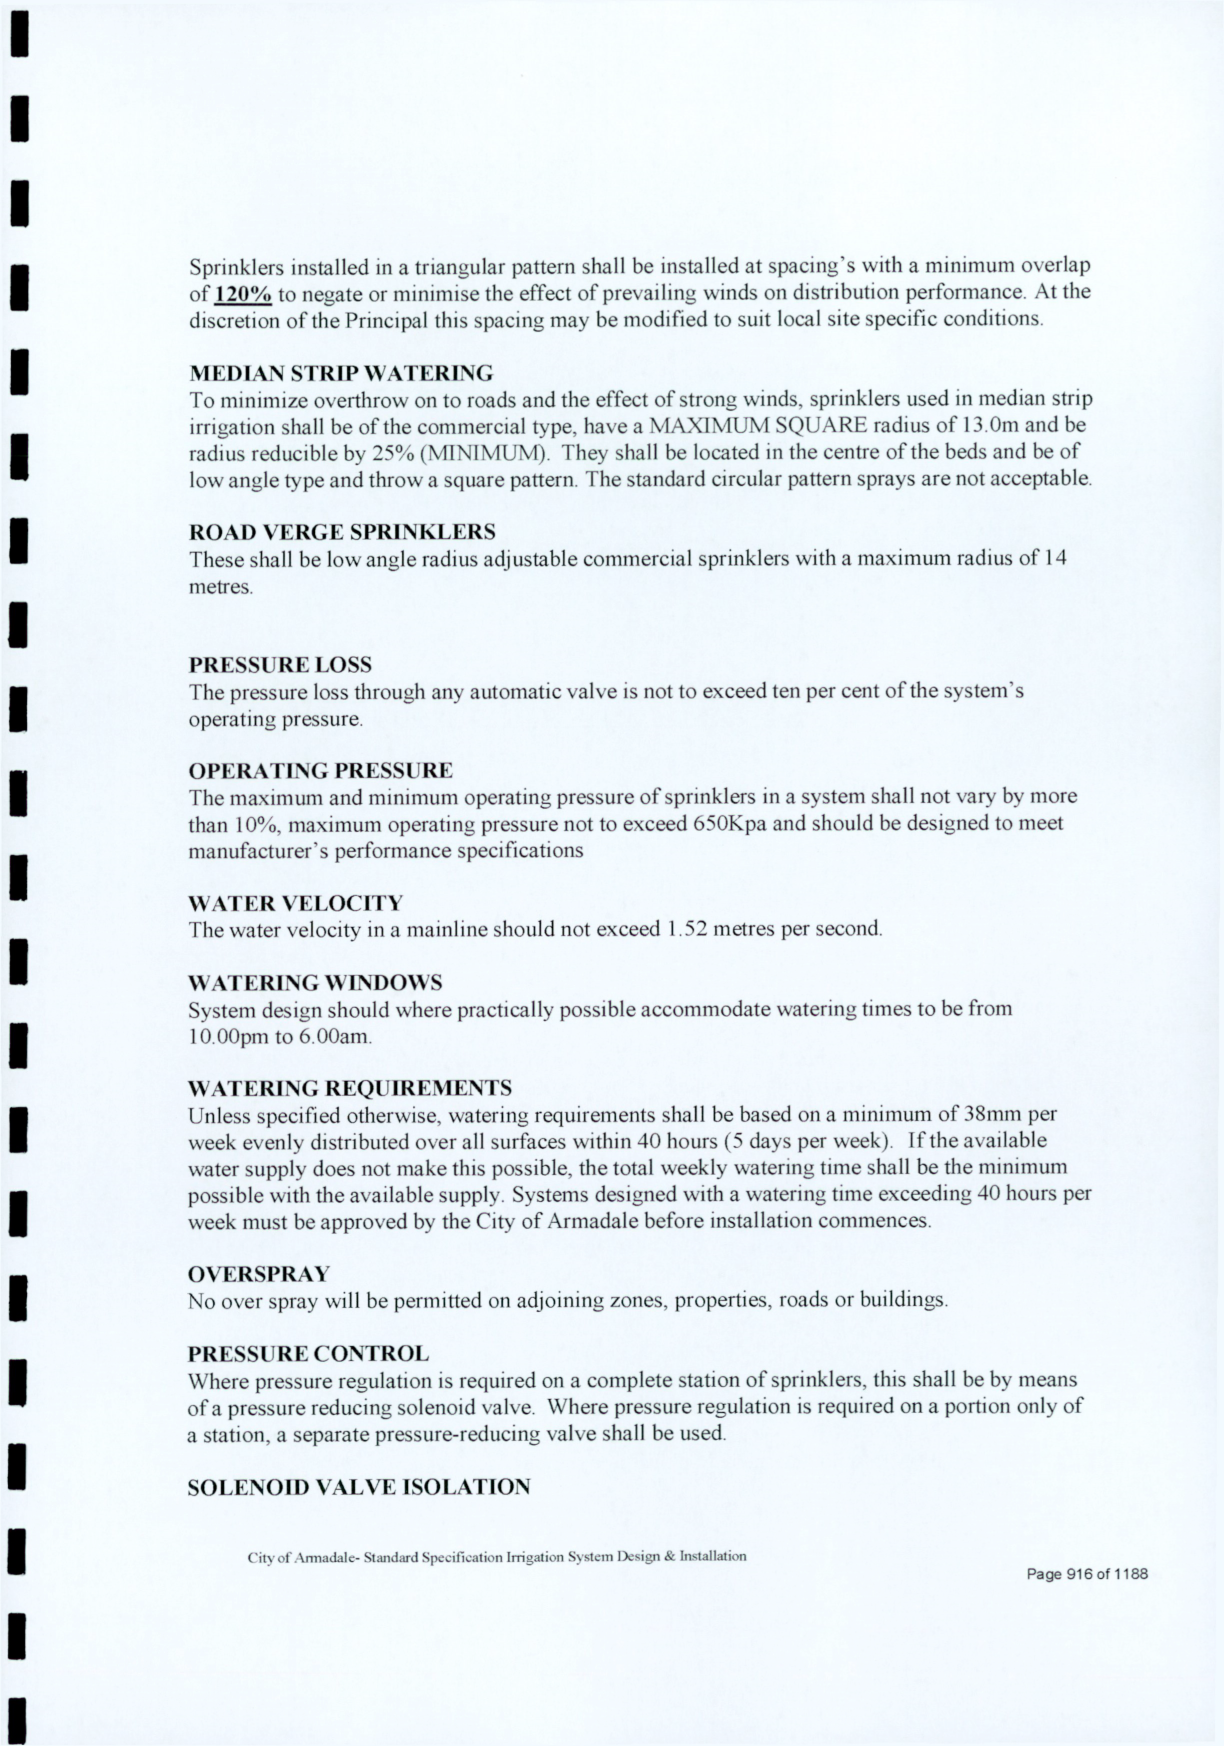 Sprinklers installed in a triangular pattern shall be installed at spacing's with a minimum overlap
of 120% to negate or minimise the effect of prevailing winds on distribution performance. At the
discretion of the Principal this spacing may be modified to suit local site specific conditions.
MEDIAN STRIP WATERING
To minimize overthrow on to roads and the effect of strong winds, sprinklers used in median strip
irrigation shall be of the commercial type, have a MAXIMUM SQUARE radius of 13.0m and be
radius reducible by 25% (MINIMUM). They shall be located in the centre of the beds and be of
low angle type and throw a square pattern. The standard circular pattern sprays are not acceptable.
ROAD VERGE SPRINKLERS
These shall be low angle radius adjustable commercial sprinklers with a maximum radius of 14
metres.
PRESSURE LOSS
The pressure loss through any automatic valve is not to exceed ten per cent of the system's
operating pressure.
OPERATING PRESSURE
The maximum and minimum operating pressure of sprinklers in a system shall not vary by more
than 10%, maximum operating pressure not to exceed 650Kpa and should be designed to meet
manufacturer's performance specifications
WATER VELOCITY
The water velocity in a mainline should not exceed 1.52 metres per second.
WATERING WINDOWS
System design should where practically possible accommodate watering times to be from
10.00pm to 6.00am.
WATERING REQUIREMENTS
Unless specified otherwise, watering requirements shall be based on a minimum of 38mm per
week evenly distributed over all surfaces within 40 hours (5 days per week). If the available
water supply does not make this possible, the total weekly watering time shall be the minimum
possible with the available supply. Systems designed with a watering time exceeding 40 hours per
week must be approved by the City of Armadale before installation commences.
OVERSPRAY
No over spray will be permitted on adjoining zones, properties, roads or buildings.
PRESSURE CONTROL
Where pressure regulation is required on a complete station of sprinklers, this shall be by means
of a pressure reducing solenoid valve. Where pressure regulation is required on a portion only of
a station, a separate pressure-reducing valve shall be used.
SOLENOID VALVE ISOLATION
City of Armadale- Standard Specification Irrigation System Design & Installation
Page 916 of 1188